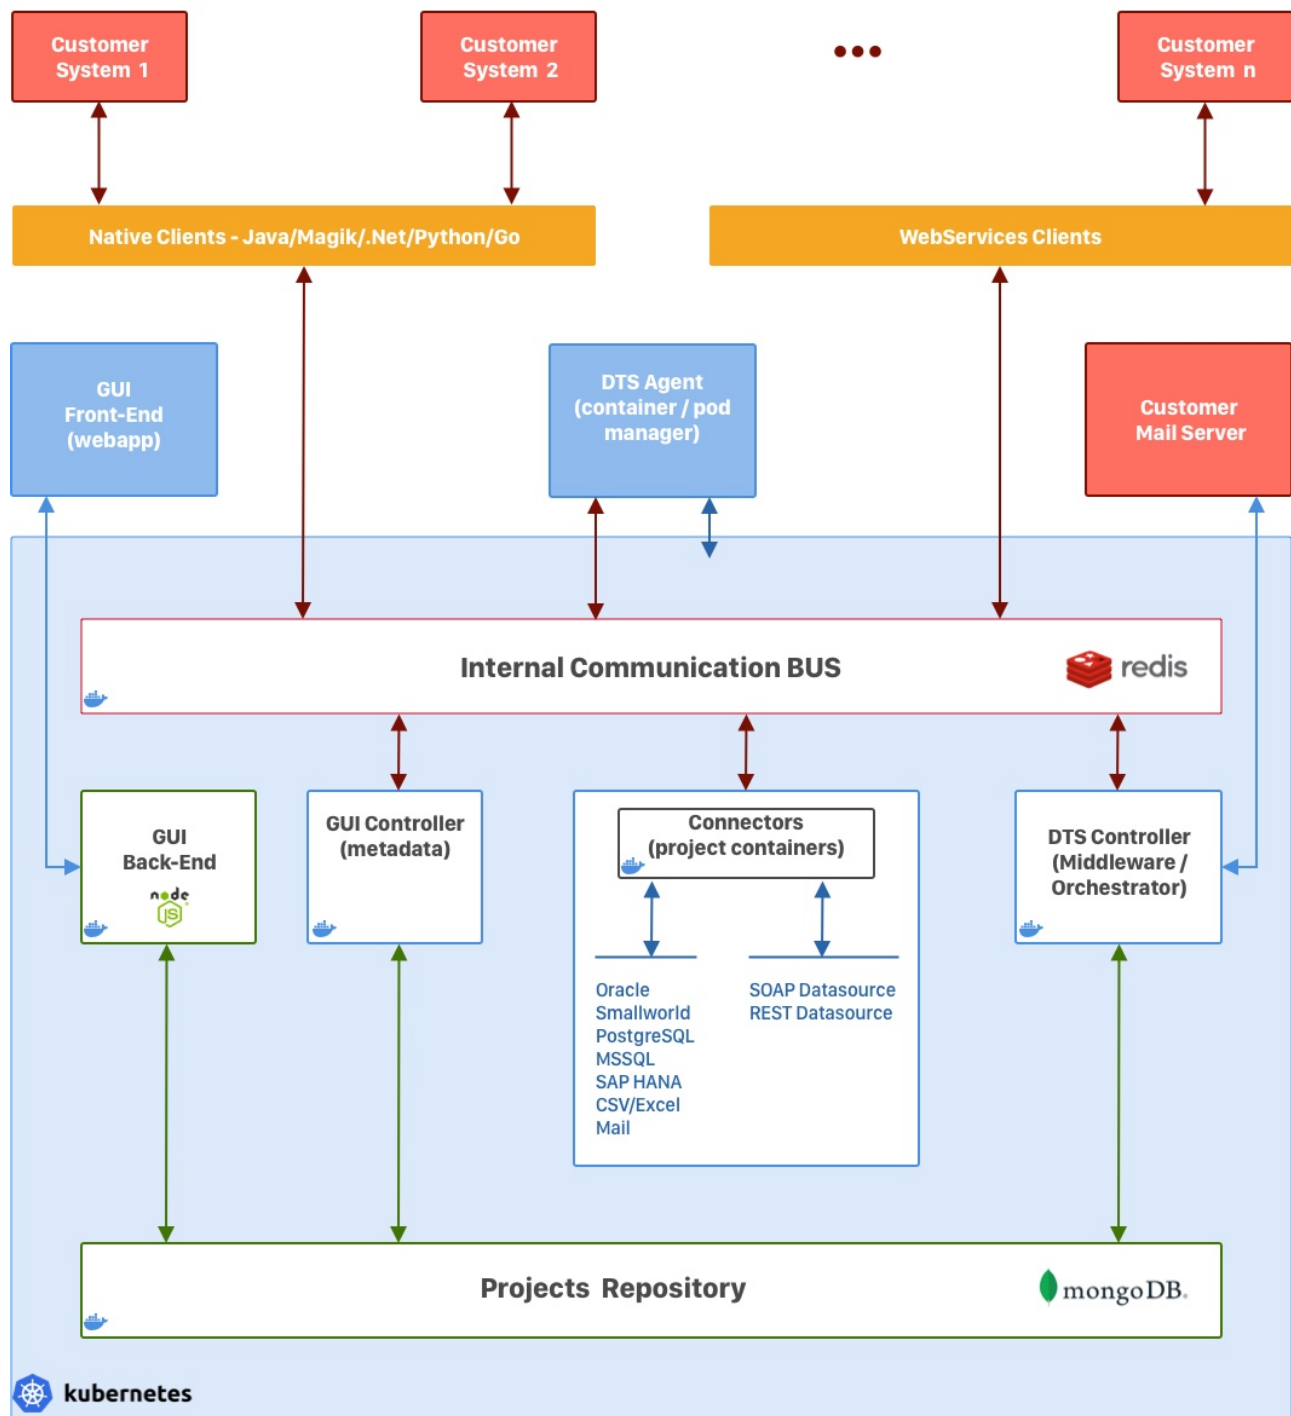 Customer
System 1
Customer
System 2
Customer
System n
Native Clients - Java/Magik/.Net/Python/Go
WebServices Clients
GUI
Front-End
(webapp)
DTS Agent
(container / pod
manager)
Customer
Mail Server
Internal Communication BUS
redis
GUI
Back-End
node
JS
GUI Controller
(metadata)
Connectors
(project containers)
Oracle
Smallworld
PostgreSQL
MSSQL
SAP HANA
CSV/Excel
Mail
SOAP Datasource
REST Datasource
DTS Controller
(Middleware /
Orchestrator)
Projects Repository
mongoDB.
kubernetes